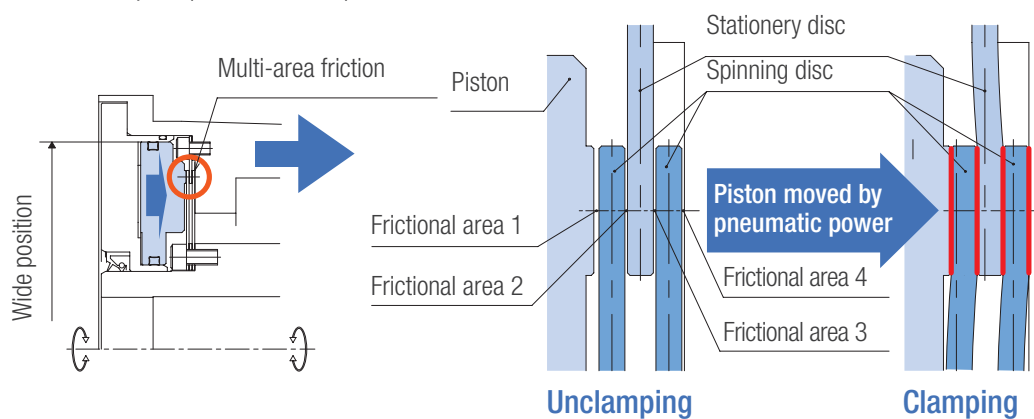 Multi-area friction
Piston
Stationery disc
Spinning disc
Wide position
Frictional area 1
Frictional area 2
Piston moved by
pneumatic power
Frictional area 4
Frictional area 3
Unclamping
Clamping